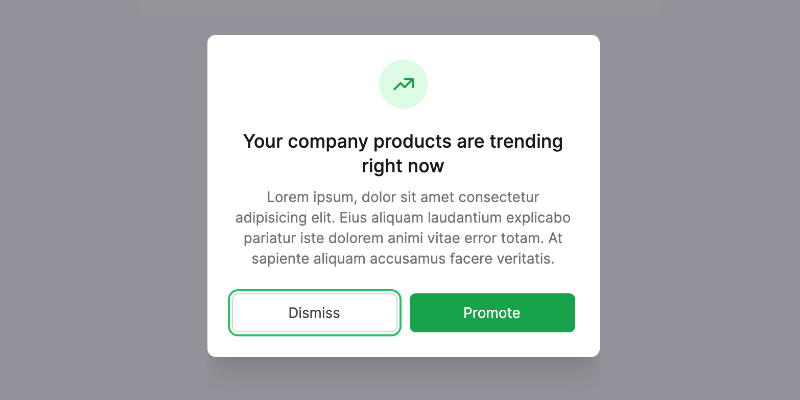 Your company products are trending
right now
Lorem ipsum, dolor sit amet consectetur
adipisicing elit. Eius aliquam laudantium explicabo
pariatur iste dolorem animi vitae error totam. At
sapiente aliquam accusamus facere veritatis.
Dismiss
Promote